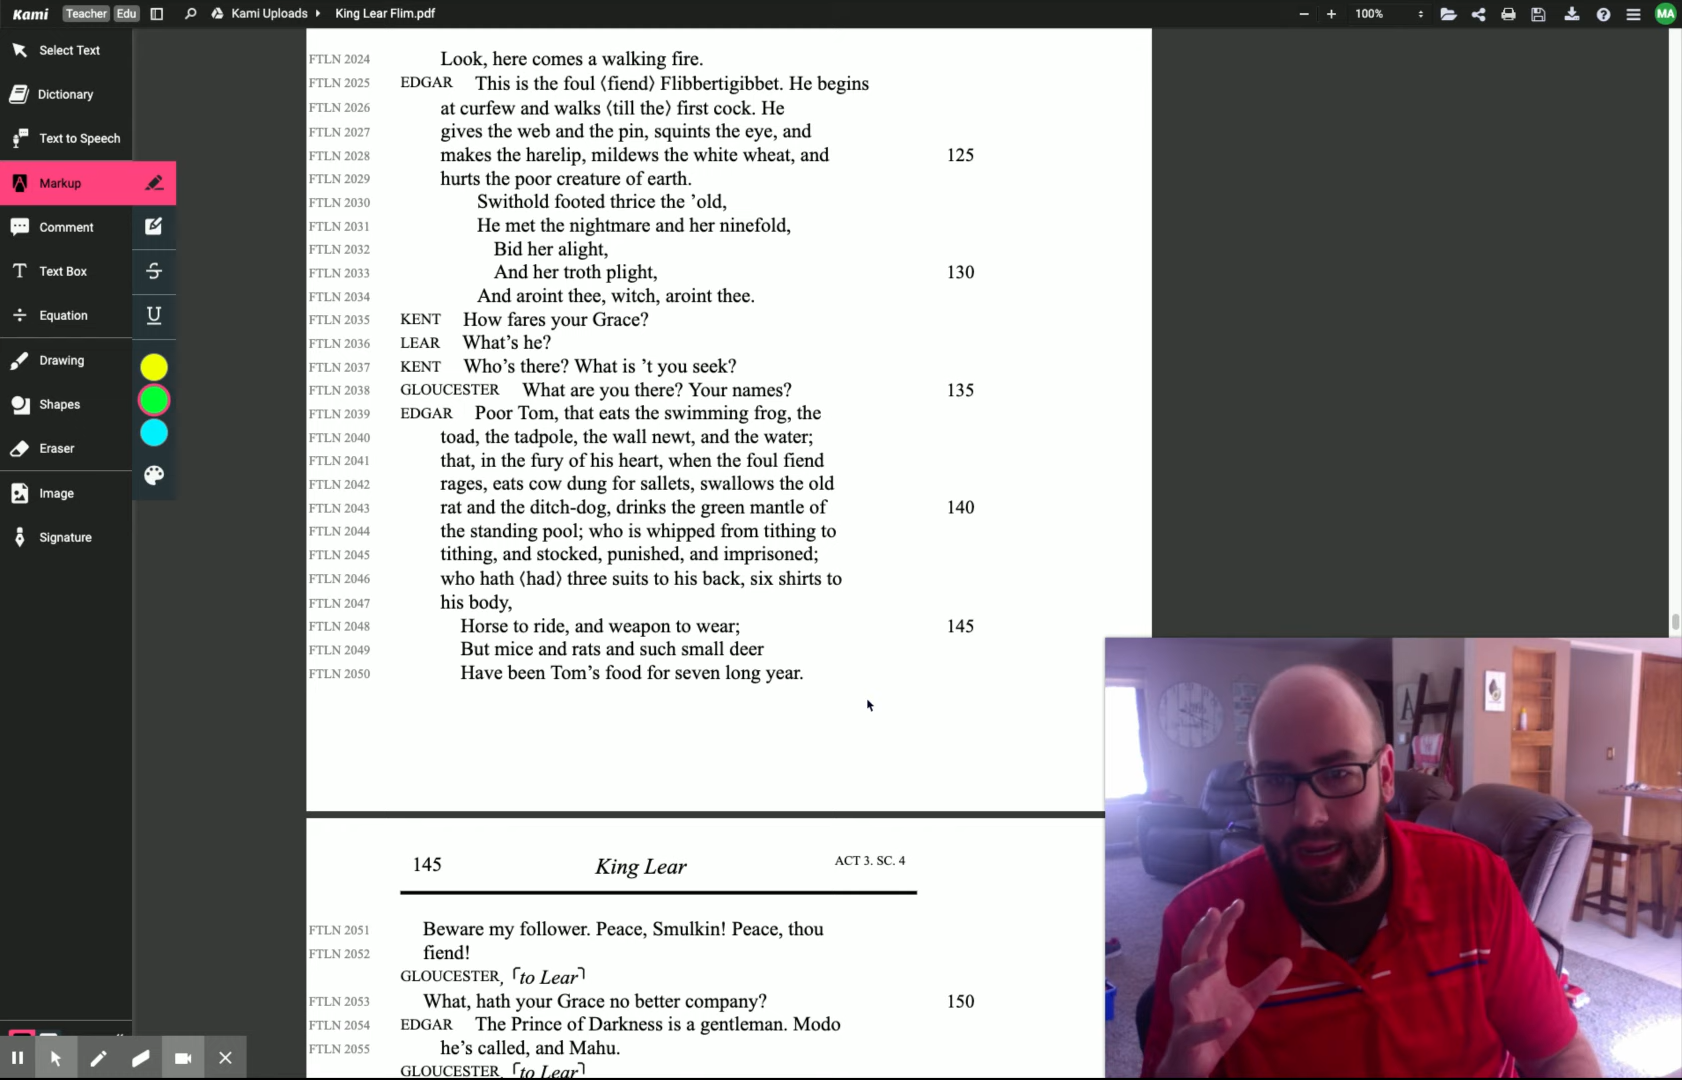 Kami Teacher Edu Kami Uploads King Lear Flim.pdf 100% MA
Select Text
Dictionary
Text to Speech
Markup
Comment
Text Box
Equation
Drawing
Shapes
Eraser
Image
Signature
FTLN 2024 Look, here comes a walking fire.
FTLN 2025 EDGAR This is the foul ⟨fiend⟩ Flibbertigibbet. He begins
FTLN 2026 at curfew and walks ⟨till the⟩ first cock. He
FTLN 2027 gives the web and the pin, squints the eye, and
FTLN 2028 makes the harelip, mildews the white wheat, and 125
FTLN 2029 hurts the poor creature of earth.
FTLN 2030 Swithold footed thrice the ’old,
FTLN 2031 He met the nightmare and her ninefold,
FTLN 2032 Bid her alight,
FTLN 2033 And her troth plight, 130
FTLN 2034 And aroint thee, witch, aroint thee.
FTLN 2035 KENT How fares your Grace?
FTLN 2036 LEAR What’s he?
FTLN 2037 KENT Who’s there? What is ’t you seek?
FTLN 2038 GLOUCESTER What are you there? Your names? 135
FTLN 2039 EDGAR Poor Tom, that eats the swimming frog, the
FTLN 2040 toad, the tadpole, the wall newt, and the water;
FTLN 2041 that, in the fury of his heart, when the foul fiend
FTLN 2042 rages, eats cow dung for sallets, swallows the old
FTLN 2043 rat and the ditch-dog, drinks the green mantle of 140
FTLN 2044 the standing pool; who is whipped from tithing to
FTLN 2045 tithing, and stocked, punished, and imprisoned;
FTLN 2046 who hath ⟨had⟩ three suits to his back, six shirts to
FTLN 2047 his body,
FTLN 2048 Horse to ride, and weapon to wear; 145
FTLN 2049 But mice and rats and such small deer
FTLN 2050 Have been Tom’s food for seven long year.
145 King Lear ACT 3. SC. 4
FTLN 2051 Beware my follower. Peace, Smulkin! Peace, thou
FTLN 2052 fiend!
GLOUCESTER, ⌜to Lear⌝
FTLN 2053 What, hath your Grace no better company? 150
FTLN 2054 EDGAR The Prince of Darkness is a gentleman. Modo
FTLN 2055 he’s called, and Mahu.
GLOUCESTER, ⌜to Lear⌝